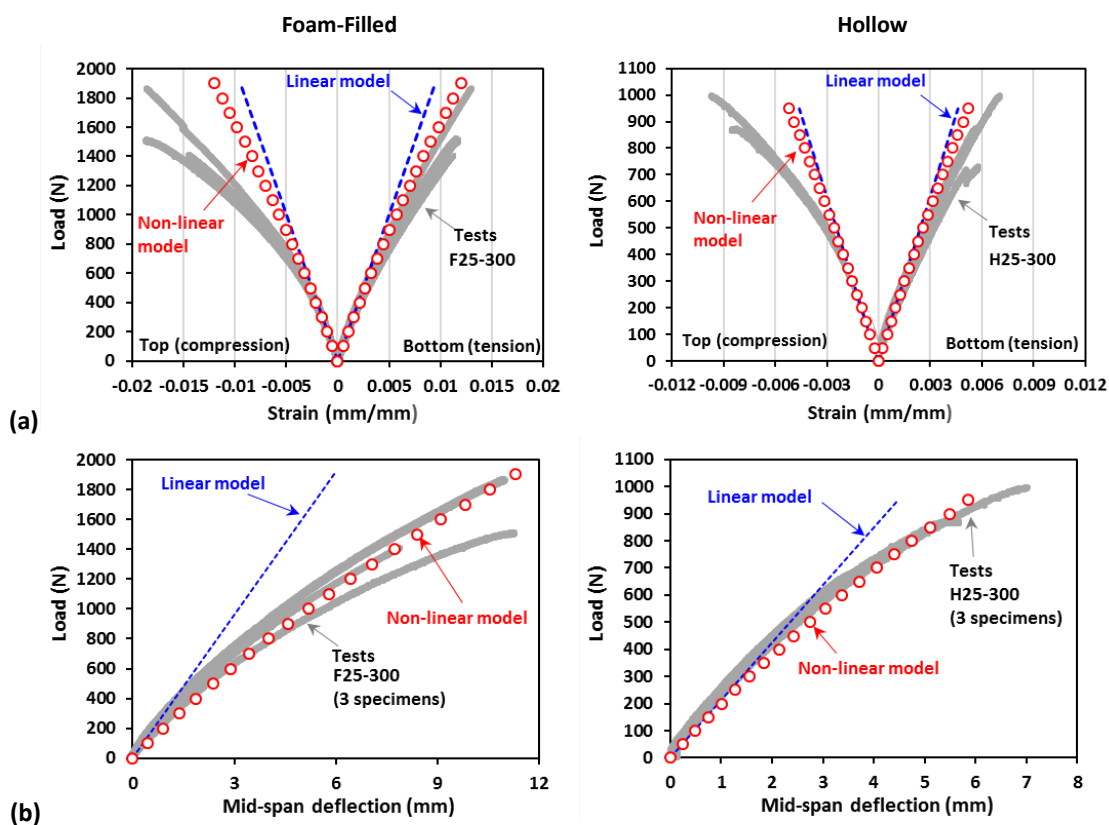 Foam-Filled
Hollow
2000
1800
1600
1400
1200
1000
800
600
400
200
0
Load (N)
Linear model
Non-linear
model
Tests
F25-300
Top (compression)
Bottom (tension)
-0.02 -0.015 -0.01 -0.005 0 0.005 0.01 0.015 0.02
Strain (mm/mm)
1100
1000
900
800
700
600
500
400
300
200
100
0
Load (N)
Linear model
Non-linear
model
Tests
H25-300
Top (compression)
Bottom (tension)
-0.012 -0.009 -0.006 -0.003 0 0.003 0.006 0.009 0.012
Strain (mm/mm)
(a)
2000
1800
1600
1400
1200
1000
800
600
400
200
0
Load (N)
Linear model
Non-linear model
Tests
F25-300
(3 specimens)
0 3 6 9 12
Mid-span deflection (mm)
1100
1000
900
800
700
600
500
400
300
200
100
0
Load (N)
Linear model
Tests
H25-300
(3 specimens)
Non-linear model
0 1 2 3 4 5 6 7 8
Mid-span deflection (mm)
(b)